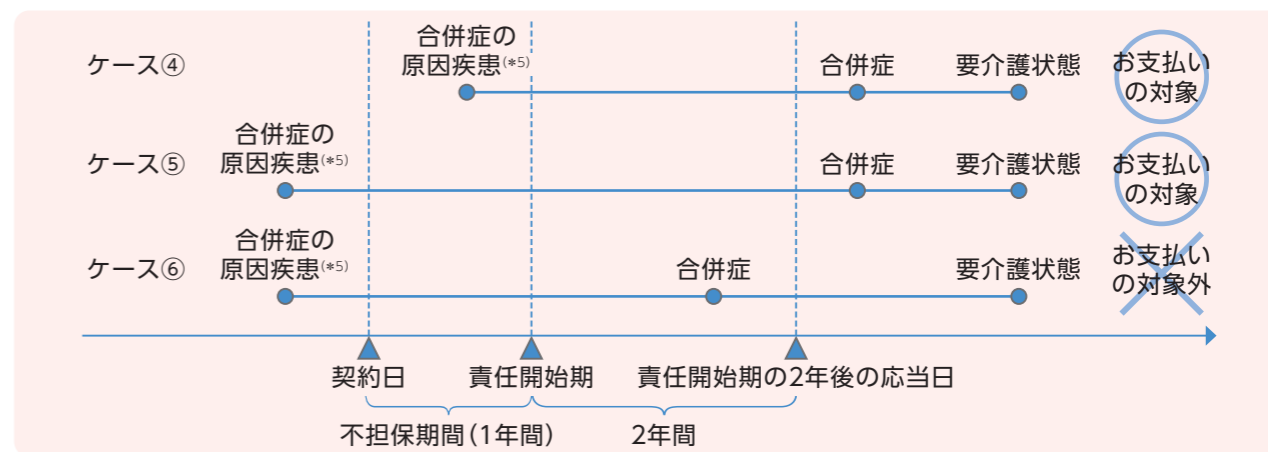 ケース④
合併症の
原因疾患(*5)
合併症
要介護状態
お支払い
の対象
ケース⑤
合併症の
原因疾患(*5)
合併症
要介護状態
お支払い
の対象
ケース⑥
合併症の
原因疾患(*5)
合併症
要介護状態
お支払い
の対象外
契約日
責任開始期
責任開始期の2年後の応当日
不担保期間(1年間)
2年間